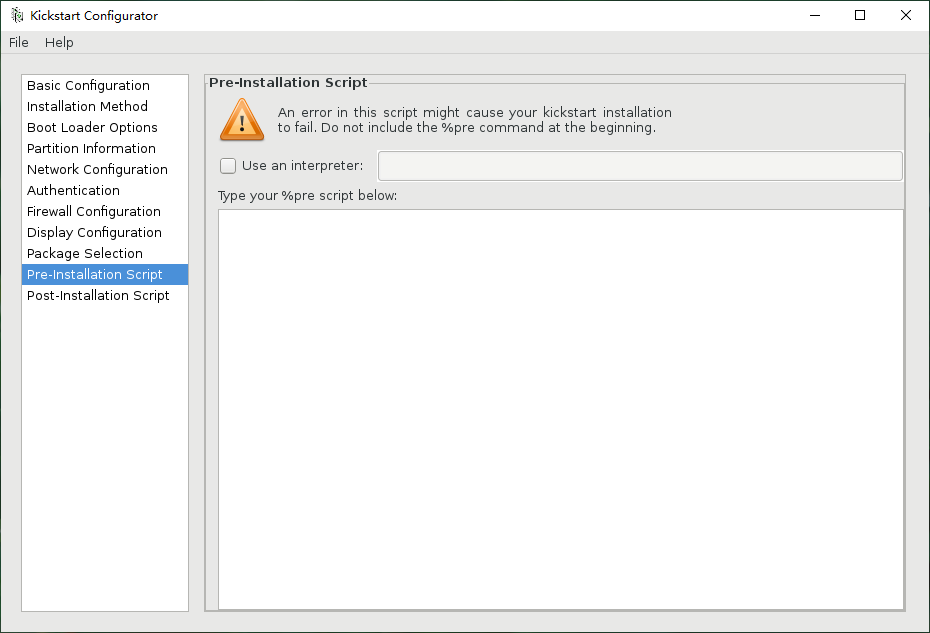 Kickstart Configurator
File Help
Basic Configuration
Installation Method
Boot Loader Options
Partition Information
Network Configuration
Authentication
Firewall Configuration
Display Configuration
Package Selection
Pre-Installation Script
Post-Installation Script
Pre-Installation Script
An error in this script might cause your kickstart installation
to fail. Do not include the %pre command at the beginning.
Use an interpreter:
Type your %pre script below: